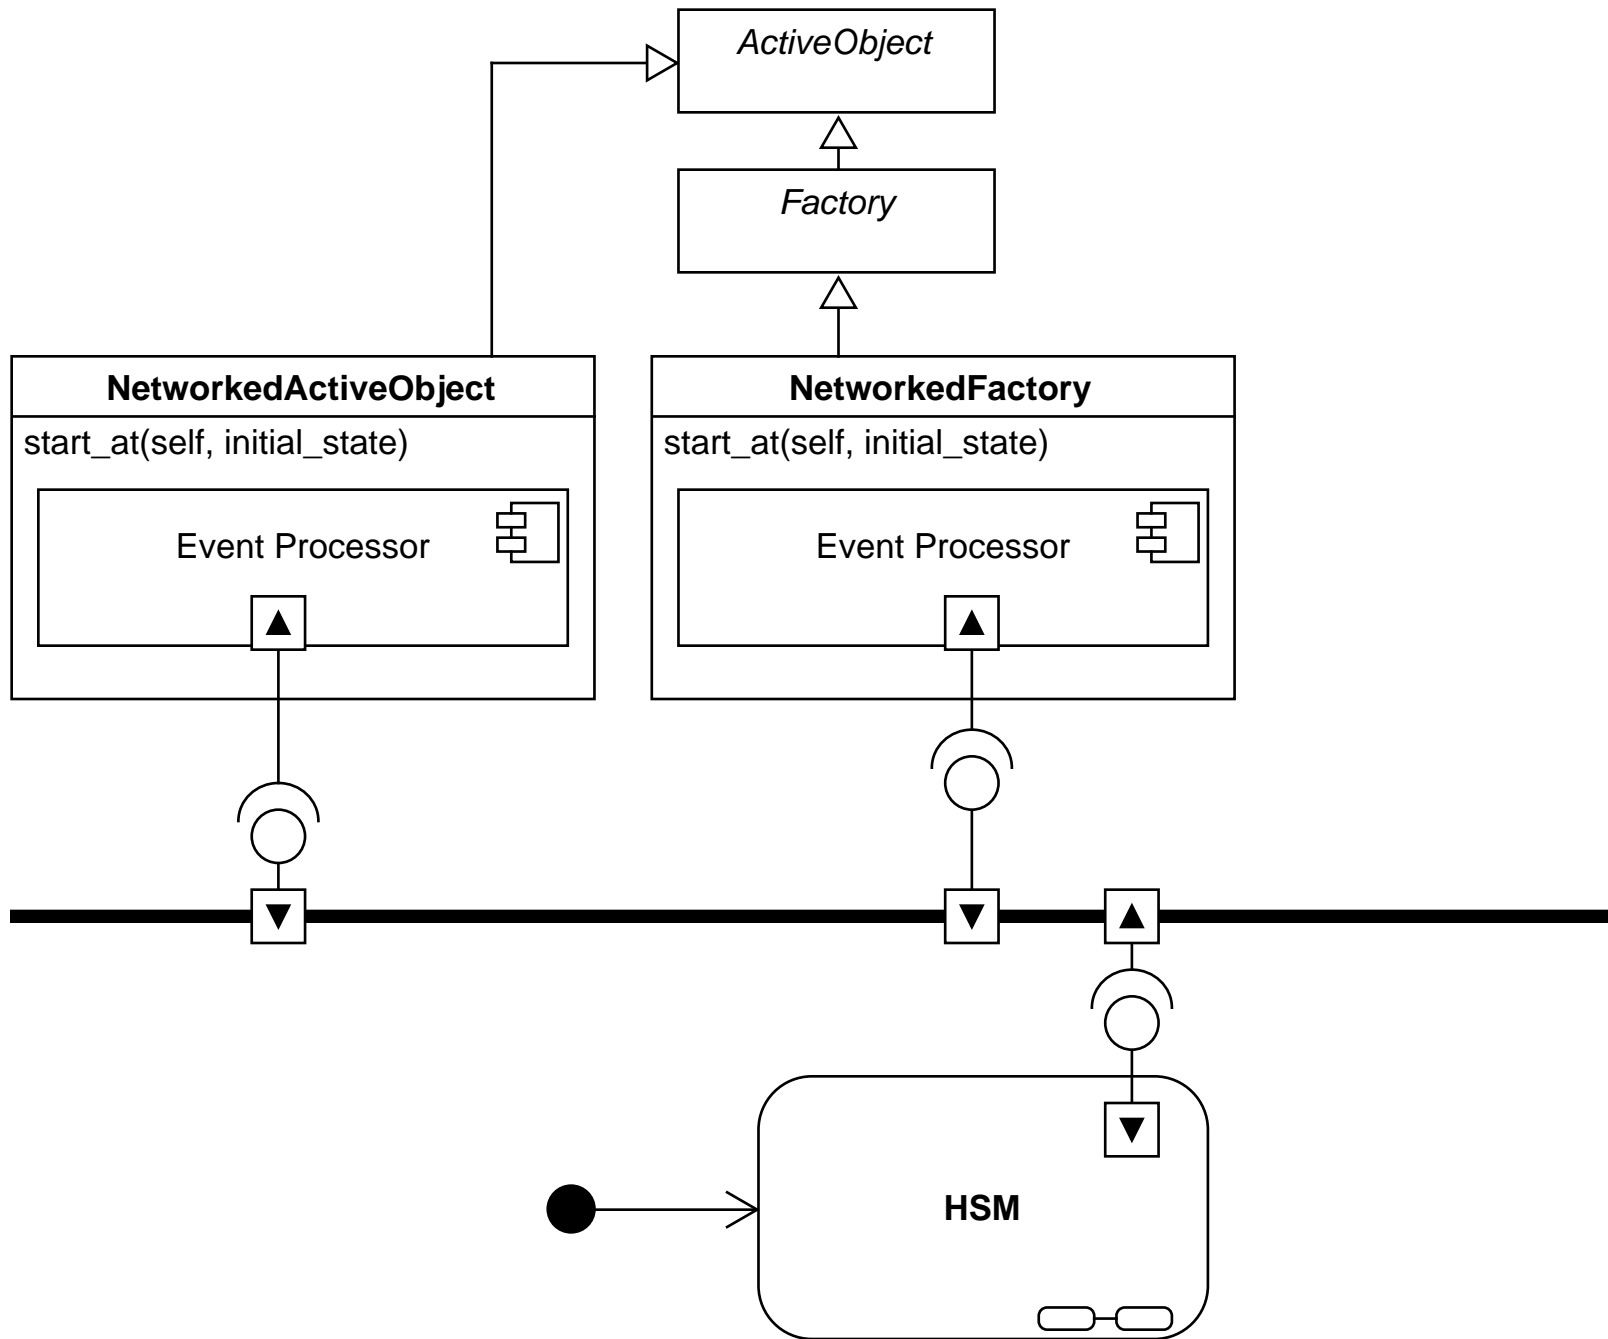 ActiveObject
Factory
NetworkedActiveObject
start_at(self, initial_state)
Event Processor
NetworkedFactory
start_at(self, initial_state)
Event Processor
HSM